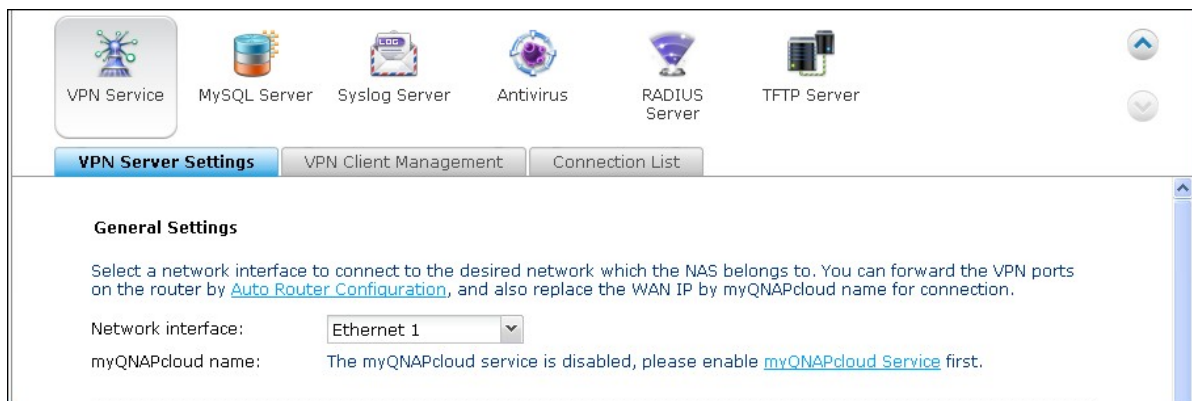 LOG
VPN Service
MySQL Server
Syslog Server
Antivirus
RADIUS
Server
TFTP Server
VPN Server Settings
VPN Client Management
Connection List
General Settings
Select a network interface to connect to the desired network which the NAS belongs to. You can forward the VPN ports
on the router by Auto Router Configuration, and also replace the WAN IP by myQNAPcloud name for connection.
Network interface:
Ethernet 1
myQNAPcloud name:
The myQNAPcloud service is disabled, please enable myQNAPcloud Service first.